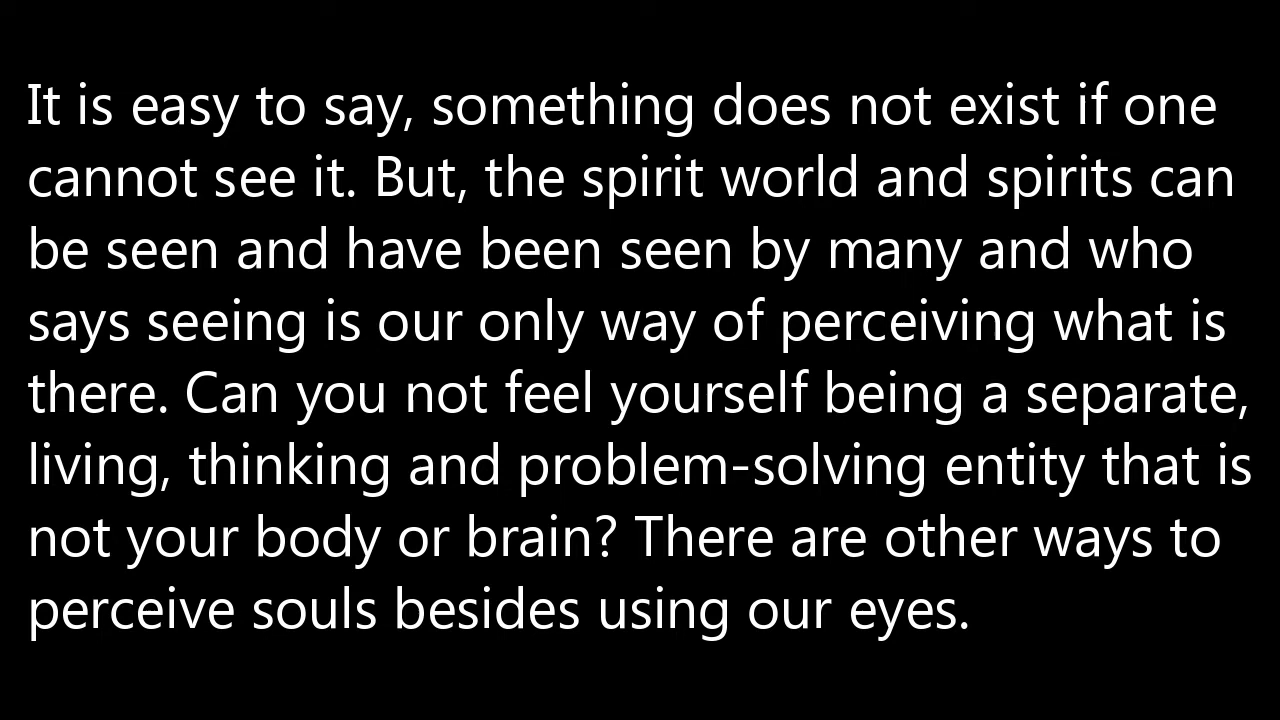 It is easy to say, something does not exist if one
cannot see it. But, the spirit world and spirits can
be seen and have been seen by many and who
says seeing is our only way of perceiving what is
there. Can you not feel yourself being a separate,
living, thinking and problem-solving entity that is
not your body or brain? There are other ways to
perceive souls besides using our eyes.